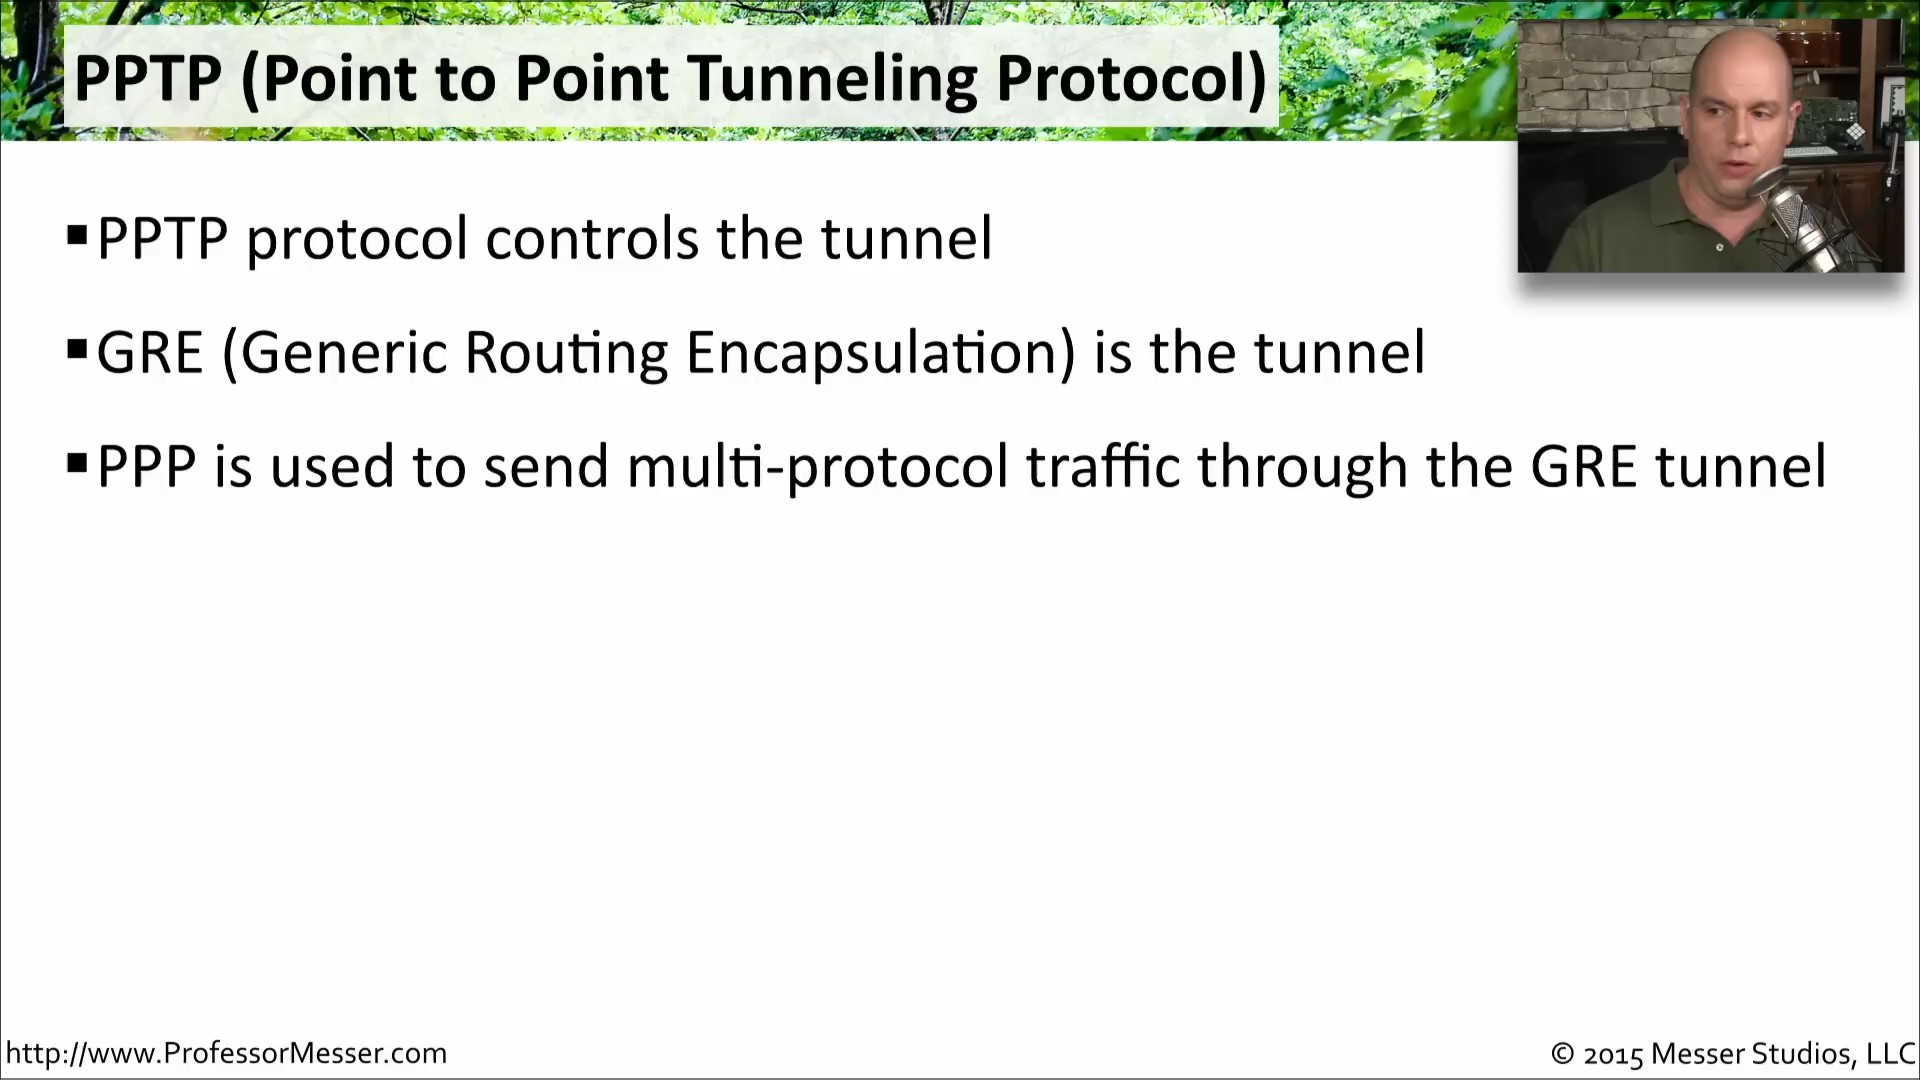 PPTP (Point to Point Tunneling Protocol)
▪PPTP protocol controls the tunnel
▪GRE (Generic Routing Encapsulation) is the tunnel
▪PPP is used to send multi-protocol traffic through the GRE tunnel
http://www.ProfessorMesser.com
© 2015 Messer Studios, LLC